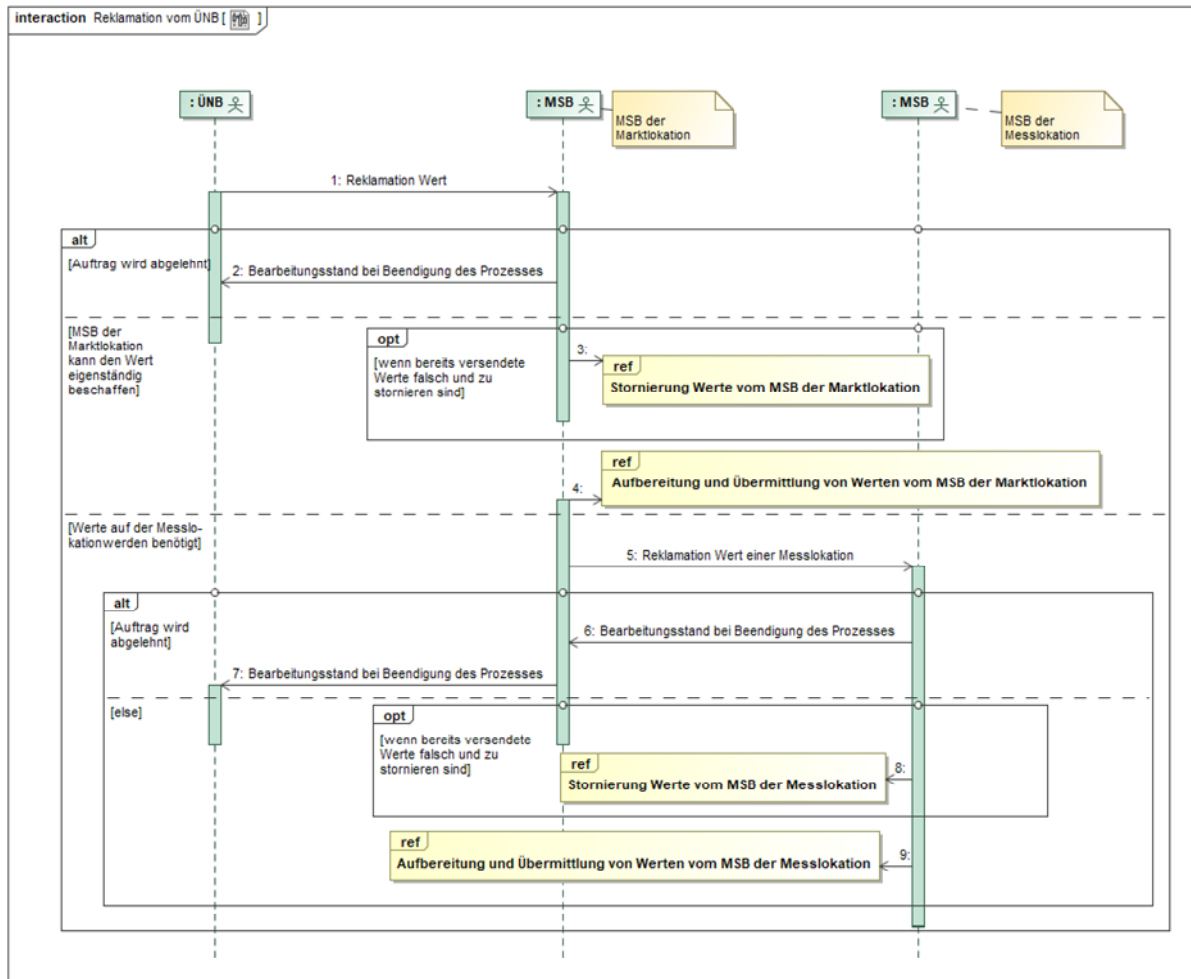 interaction Reklamation vom ÜNB [ ]
: ÜNB
: MSB
MSB der
Marktlokation
: MSB
MSB der
Messlokation
1: Reklamation Wert
alt
[Auftrag wird abgelehnt]
2: Bearbeitungsstand bei Beendigung des Prozesses
[MSB der
Marktlokation
kann den Wert
eigenständig
beschaffen]
opt
[wenn bereits versendete
Werte falsch und zu
stornieren sind]
3:
ref
Stornierung Werte vom MSB der Marktlokation
ref
Aufbereitung und Übermittlung von Werten vom MSB der Marktlokation
4:
[Werte auf der Messlo-
kationwerden benötigt]
5: Reklamation Wert einer Messlokation
alt
[Auftrag wird
abgelehnt]
6: Bearbeitungsstand bei Beendigung des Prozesses
7: Bearbeitungsstand bei Beendigung des Prozesses
[else]
opt
[wenn bereits versendete
Werte falsch und zu
stornieren sind]
ref
Stornierung Werte vom MSB der Messlokation
8:
ref
Aufbereitung und Übermittlung von Werten vom MSB der Messlokation
9: